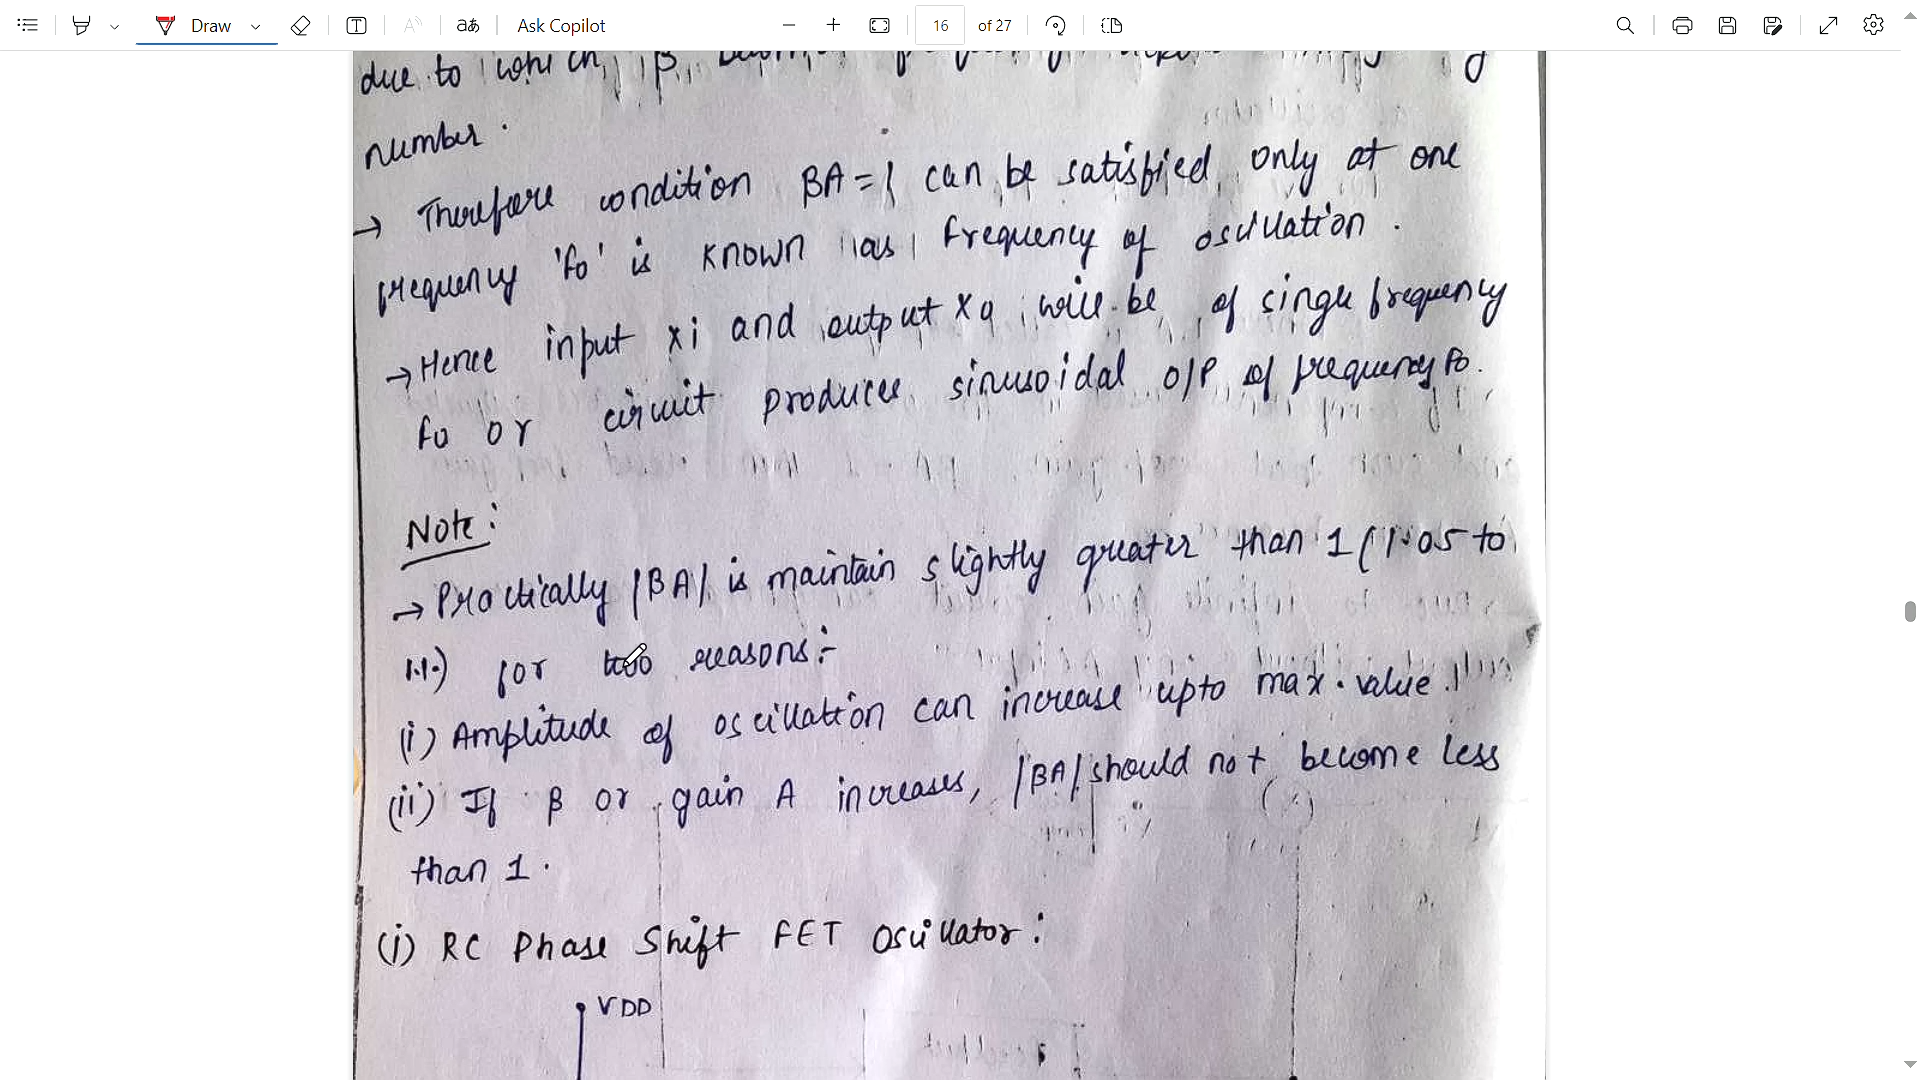 Draw
T
aあ
Ask Copilot
16 of 27
due to which, β
number.
→ Therefore condition βA=1 can be satisfied only at one
frequency 'fo' is known as frequency of oscillation.
→ Hence input xi and output xo will be of single frequency
fo or circuit produces sinusoidal O/P of frequency fo.
Note:
→ Practically |βA| is maintain slightly greater than 1 (1.05 to
1.1.) for two reasons:-
(i) Amplitude of oscillation can increase upto max. value.
(ii) If β or gain A increases, |βA| should not become less
than 1.
(i) RC Phase Shift FET Oscillator:
VDD